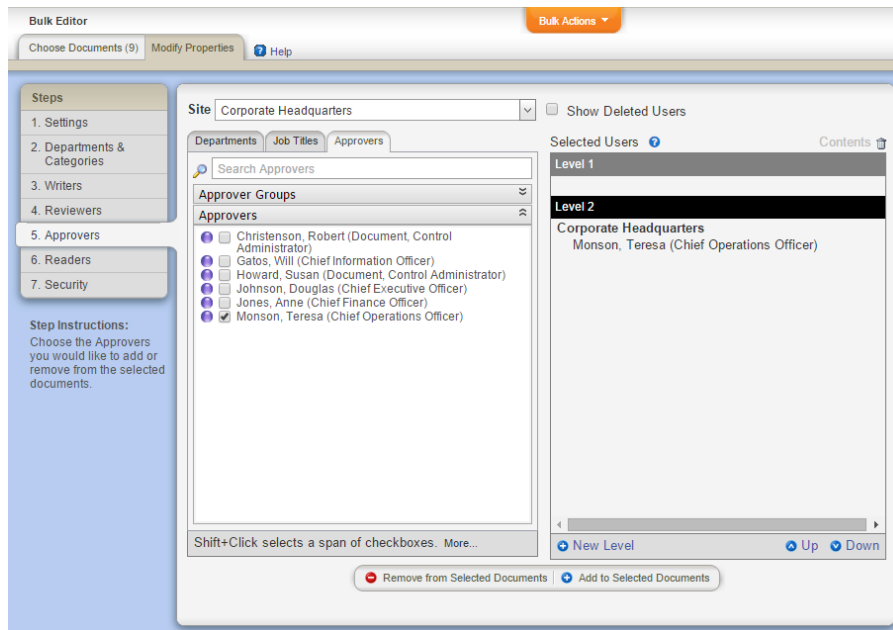 Bulk Editor
Bulk Actions
Choose Documents (9)
Modify Properties
Help
Steps
1. Settings
2. Departments &
Categories
3. Writers
4. Reviewers
5. Approvers
6. Readers
7. Security
Step Instructions:
Choose the Approvers
you would like to add or
remove from the selected
documents.
Site
Corporate Headquarters
Show Deleted Users
Departments
Job Titles
Approvers
Search Approvers
Approver Groups
Approvers
Christenson, Robert (Document, Control
Administrator)
Gatos, Will (Chief Information Officer)
Howard, Susan (Document, Control Administrator)
Johnson, Douglas (Chief Executive Officer)
Jones, Anne (Chief Finance Officer)
Monson, Teresa (Chief Operations Officer)
Shift+Click selects a span of checkboxes. More...
Selected Users
Contents
Level 1
Level 2
Corporate Headquarters
Monson, Teresa (Chief Operations Officer)
New Level
Up
Down
Remove from Selected Documents
Add to Selected Documents